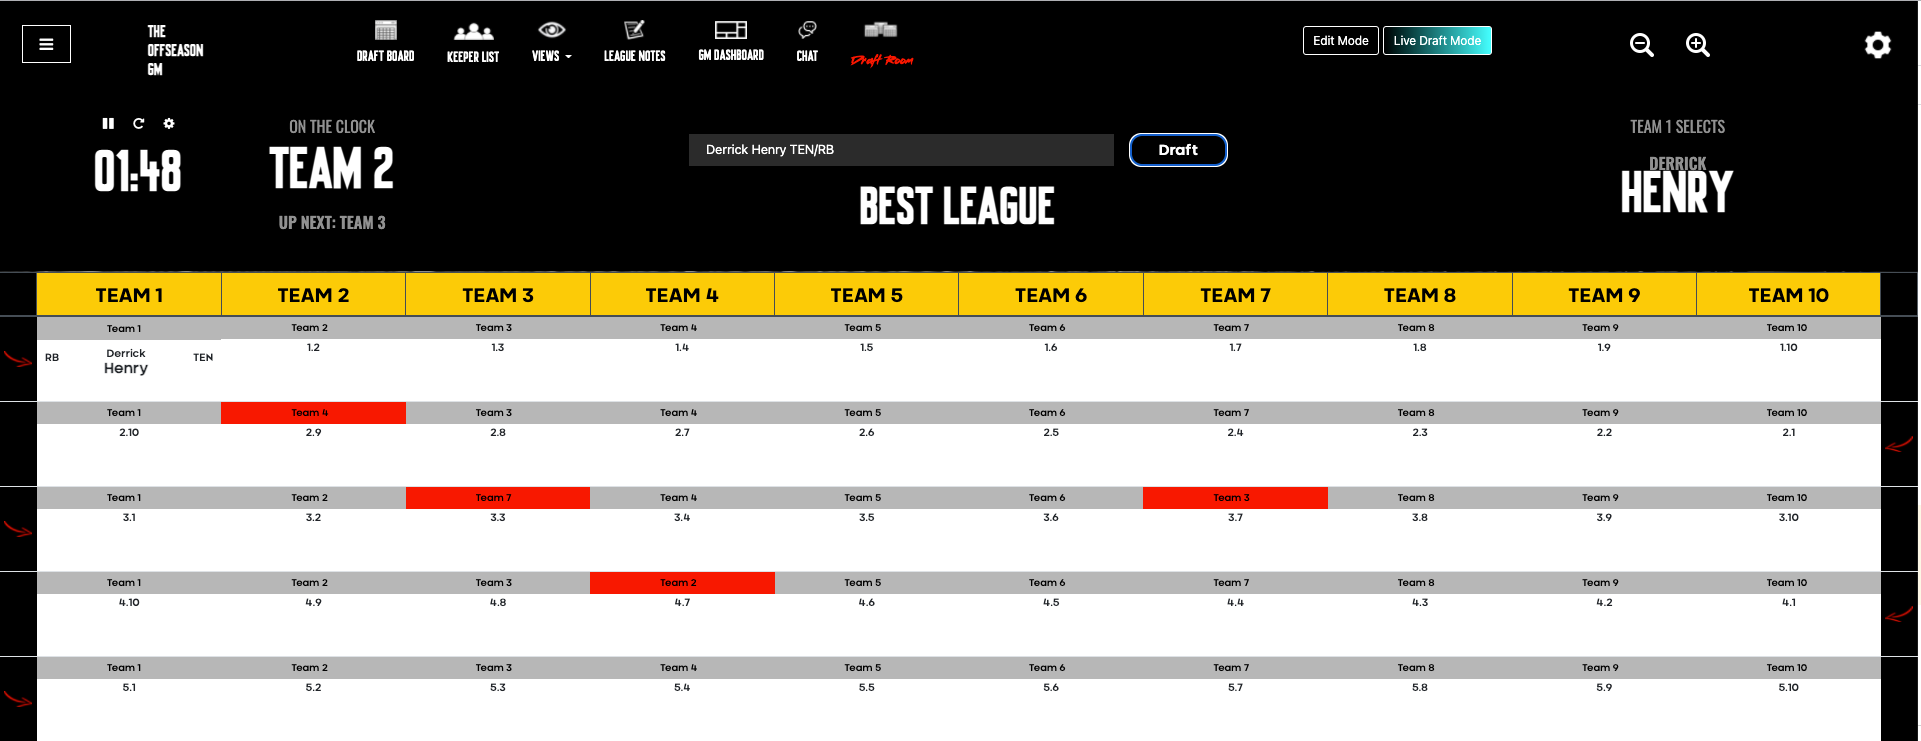 THE
OFFSEASON
GM
DRAFT BOARD
KEEPER LIST
VIEWS
LEAGUE NOTES
GM DASHBOARD
CHAT
Draft Room
Edit Mode
Live Draft Mode
01:48
ON THE CLOCK
TEAM 2
UP NEXT: TEAM 3
Derrick Henry TEN/RB
Draft
BEST LEAGUE
TEAM 1 SELECTS
DERRICK
HENRY
TEAM 1 TEAM 2 TEAM 3 TEAM 4 TEAM 5 TEAM 6 TEAM 7 TEAM 8 TEAM 9 TEAM 10
Team 1 Team 2 Team 3 Team 4 Team 5 Team 6 Team 7 Team 8 Team 9 Team 10
RB Derrick Henry TEN 1.2 1.3 1.4 1.5 1.6 1.7 1.8 1.9 1.10
Team 1 Team 4 Team 3 Team 4 Team 5 Team 6 Team 7 Team 8 Team 9 Team 10
2.10 2.9 2.8 2.7 2.6 2.5 2.4 2.3 2.2 2.1
Team 1 Team 2 Team 7 Team 4 Team 5 Team 6 Team 3 Team 8 Team 9 Team 10
3.1 3.2 3.3 3.4 3.5 3.6 3.7 3.8 3.9 3.10
Team 1 Team 2 Team 3 Team 2 Team 5 Team 6 Team 7 Team 8 Team 9 Team 10
4.10 4.9 4.8 4.7 4.6 4.5 4.4 4.3 4.2 4.1
Team 1 Team 2 Team 3 Team 4 Team 5 Team 6 Team 7 Team 8 Team 9 Team 10
5.1 5.2 5.3 5.4 5.5 5.6 5.7 5.8 5.9 5.10